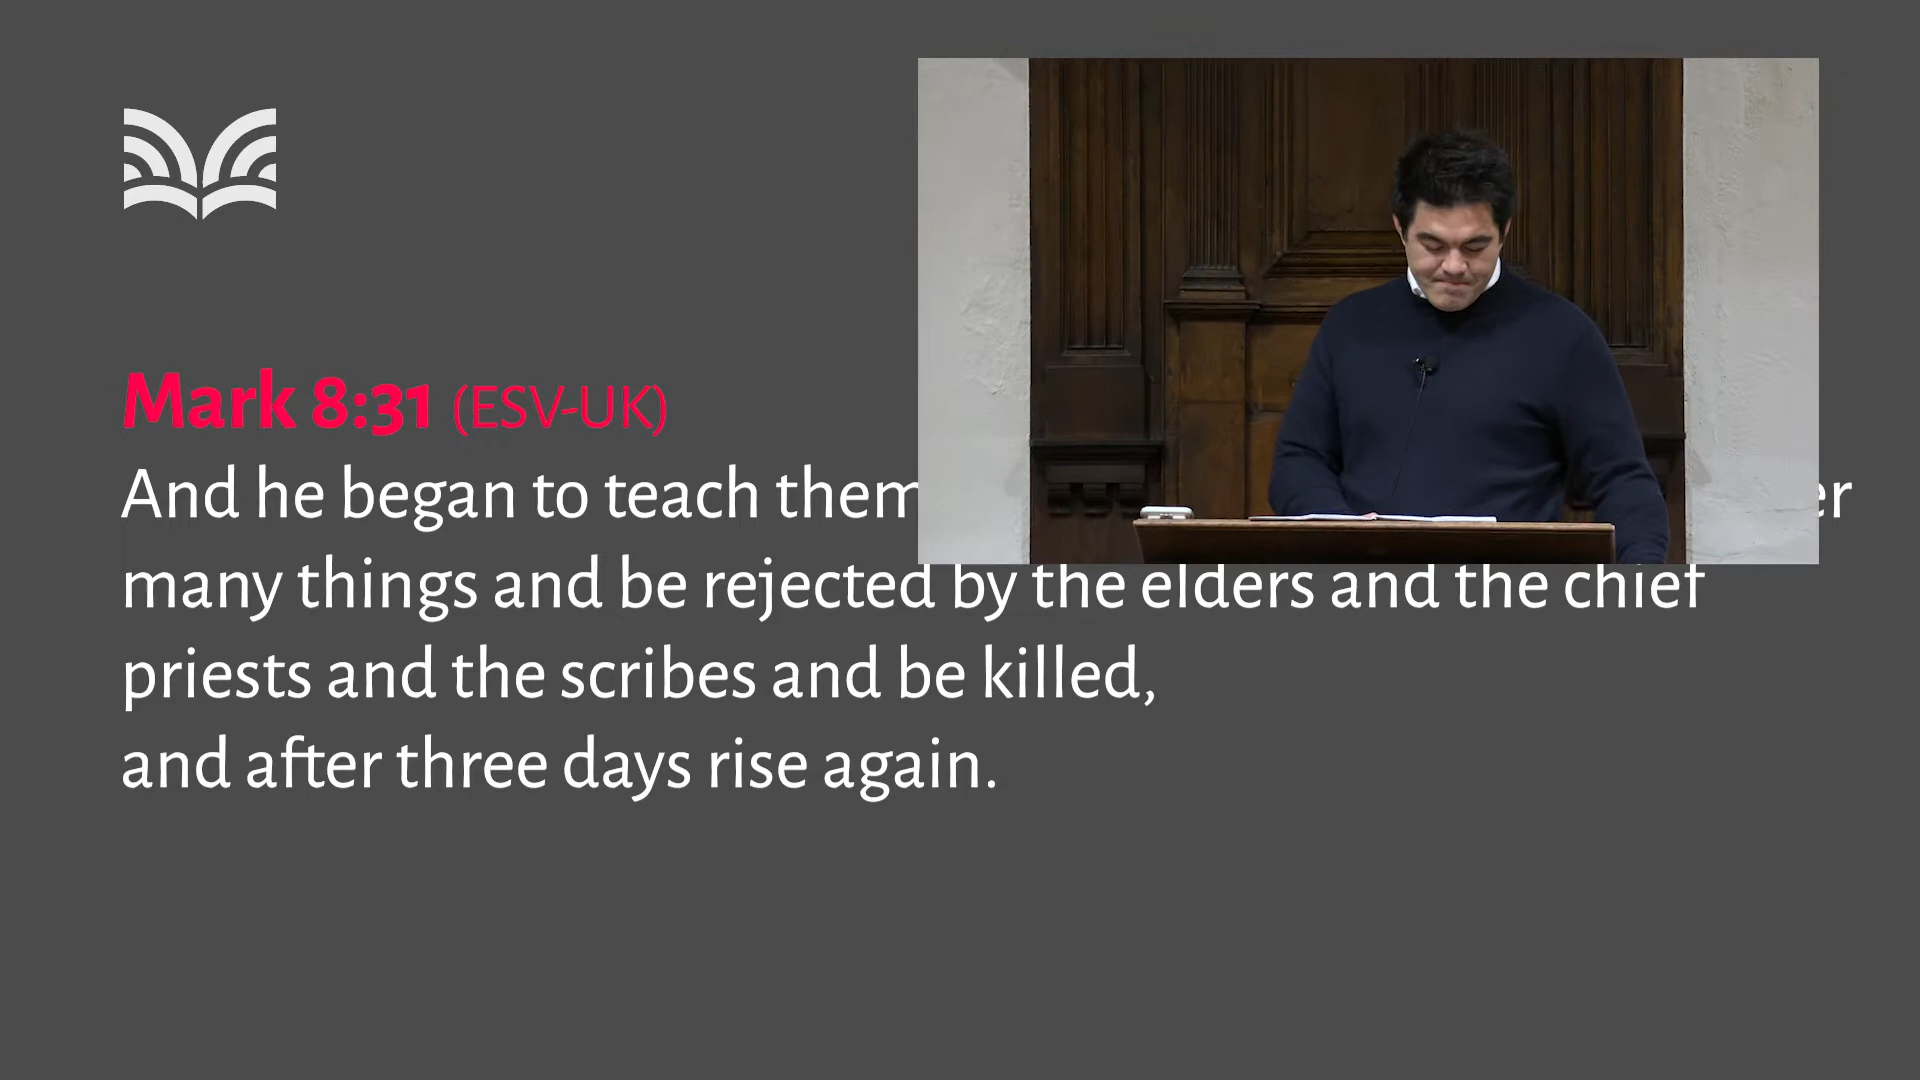 Mark 8:31 (ESV-UK)
And he began to teach them
many things and be rejected by the elders and the chief
priests and the scribes and be killed,
and after three days rise again.